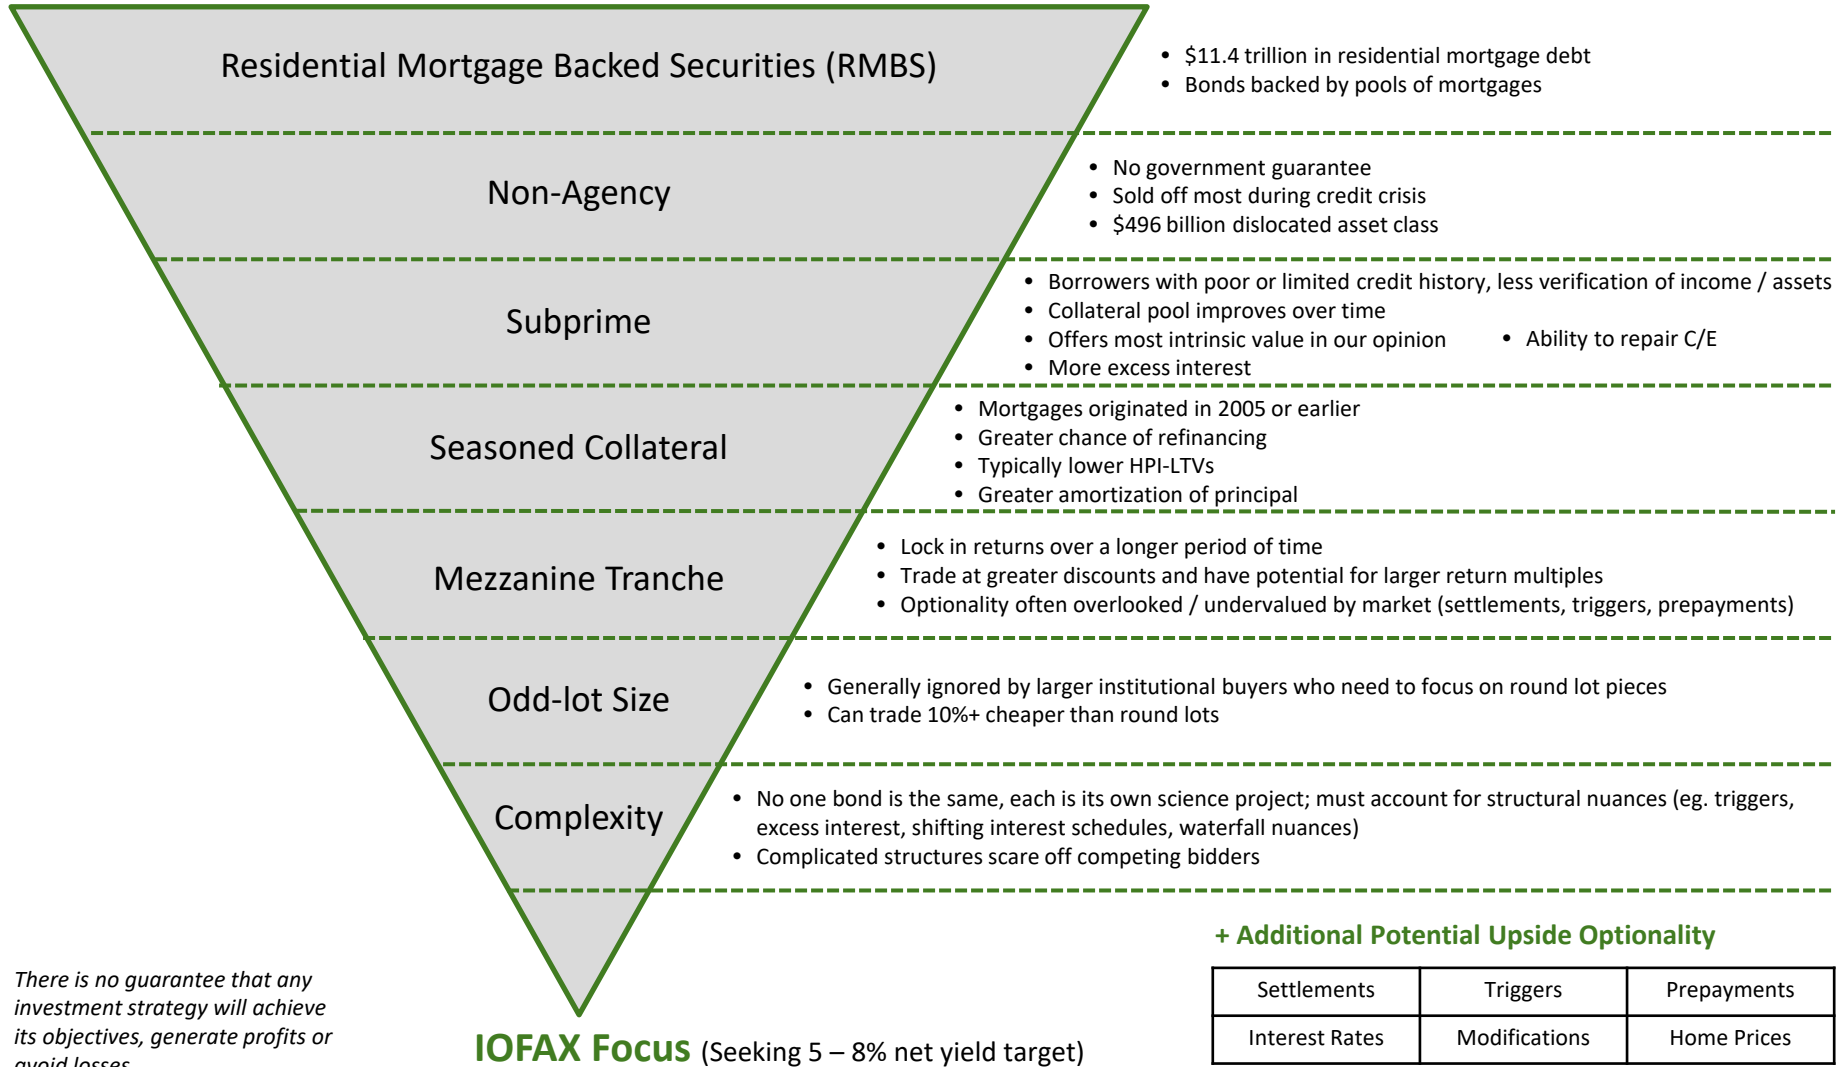 Residential Mortgage Backed Securities (RMBS)
• $11.4 trillion in residential mortgage debt
• Bonds backed by pools of mortgages
Non-Agency
• No government guarantee
• Sold off most during credit crisis
• $496 billion dislocated asset class
Subprime
• Borrowers with poor or limited credit history, less verification of income / assets
• Collateral pool improves over time
• Offers most intrinsic value in our opinion • Ability to repair C/E
• More excess interest
Seasoned Collateral
• Mortgages originated in 2005 or earlier
• Greater chance of refinancing
• Typically lower HPI-LTVs
• Greater amortization of principal
Mezzanine Tranche
• Lock in returns over a longer period of time
• Trade at greater discounts and have potential for larger return multiples
• Optionality often overlooked / undervalued by market (settlements, triggers, prepayments)
Odd-lot Size
• Generally ignored by larger institutional buyers who need to focus on round lot pieces
• Can trade 10%+ cheaper than round lots
Complexity
• No one bond is the same, each is its own science project; must account for structural nuances (eg. triggers,
excess interest, shifting interest schedules, waterfall nuances)
• Complicated structures scare off competing bidders
IOFAX Focus (Seeking 5 – 8% net yield target)
+ Additional Potential Upside Optionality
Settlements Triggers Prepayments
Interest Rates Modifications Home Prices
There is no guarantee that any
investment strategy will achieve
its objectives, generate profits or
avoid losses